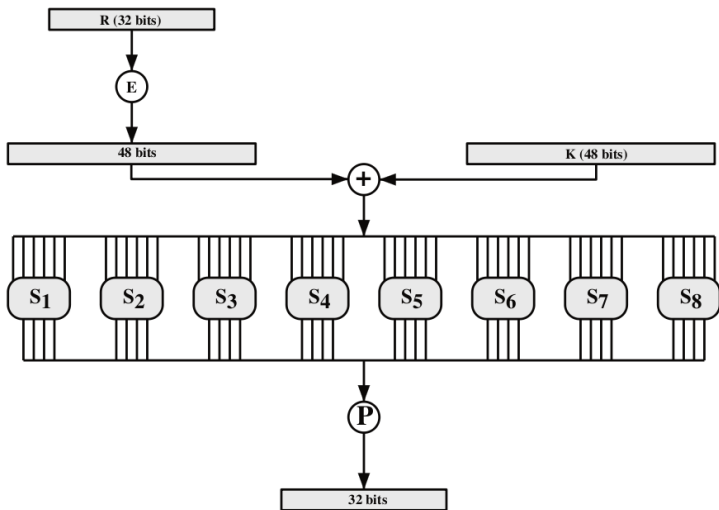 R (32 bits)
E
48 bits
K (48 bits)
+
S1 S2 S3 S4 S5 S6 S7 S8
P
32 bits